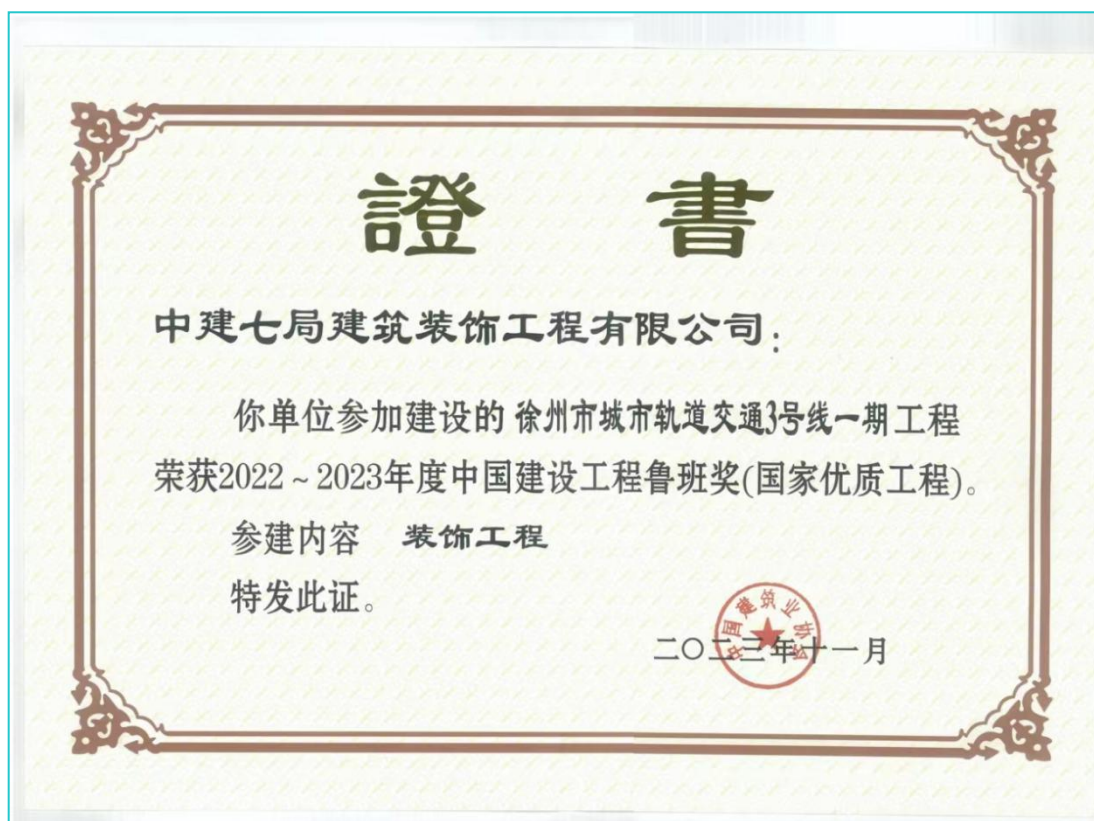 證 書
中建七局建筑装饰工程有限公司：
你单位参加建设的 徐州市城市轨道交通3号线一期工程
荣获2022～2023年度中国建设工程鲁班奖(国家优质工程)。
参建内容 装饰工程
特发此证。
中国建筑业协会
二〇二三年十一月